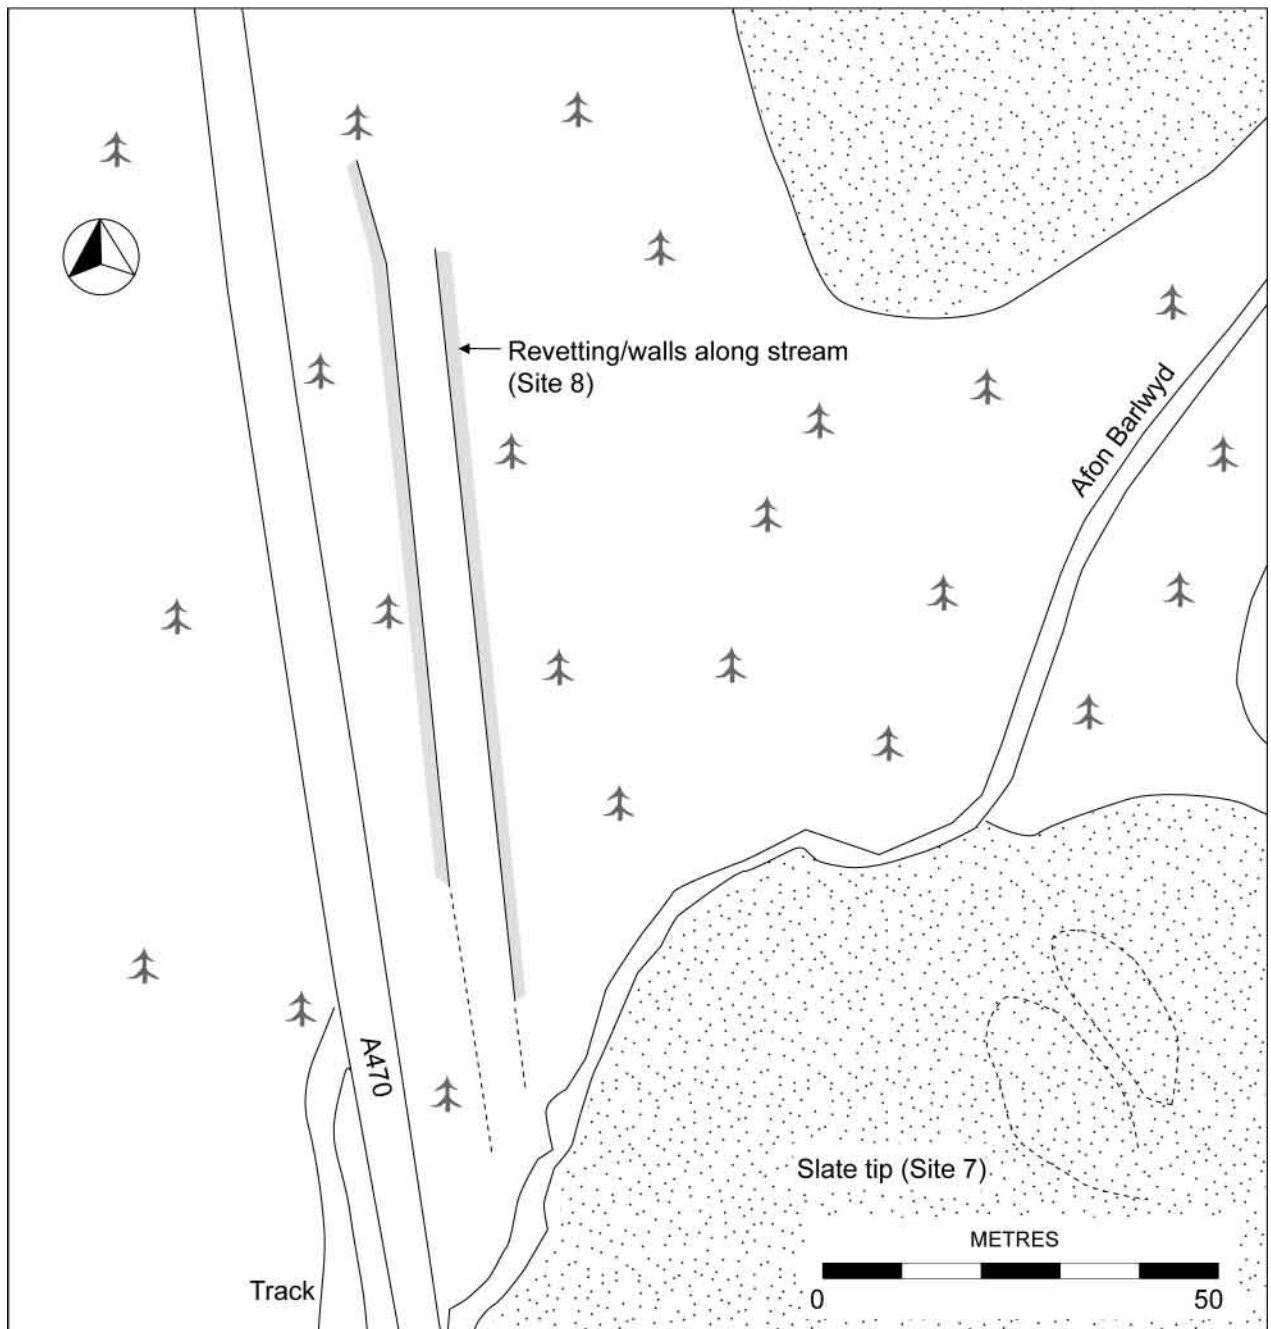 Revetting/walls along stream
(Site 8)
Afon Barlwyd
A470
Slate tip (Site 7)
METRES
0 50
Track